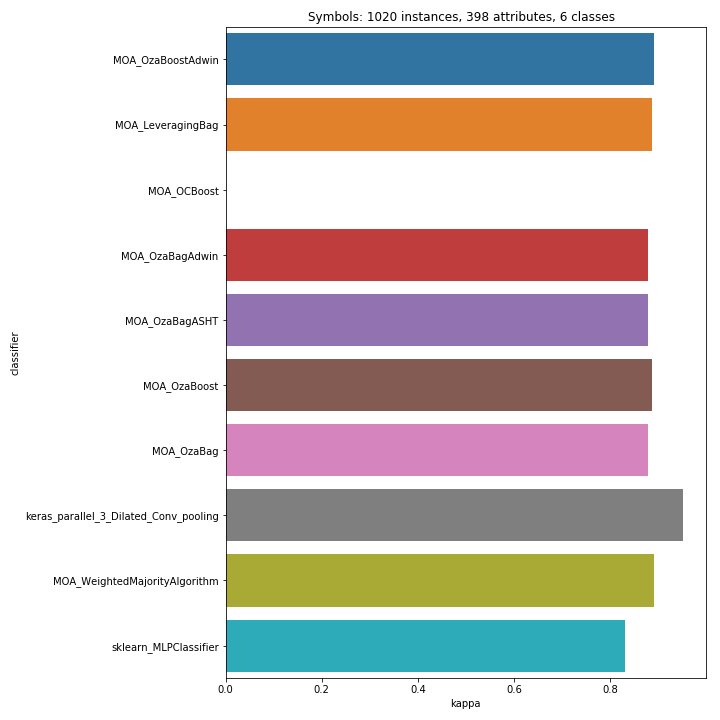 Symbols: 1020 instances, 398 attributes, 6 classes
classifier
MOA_OzaBoostAdwin
MOA_LeveragingBag
MOA_OCBoost
MOA_OzaBagAdwin
MOA_OzaBagASHT
MOA_OzaBoost
MOA_OzaBag
keras_parallel_3_Dilated_Conv_pooling
MOA_WeightedMajorityAlgorithm
sklearn_MLPClassifier
0.0 0.2 0.4 0.6 0.8
kappa